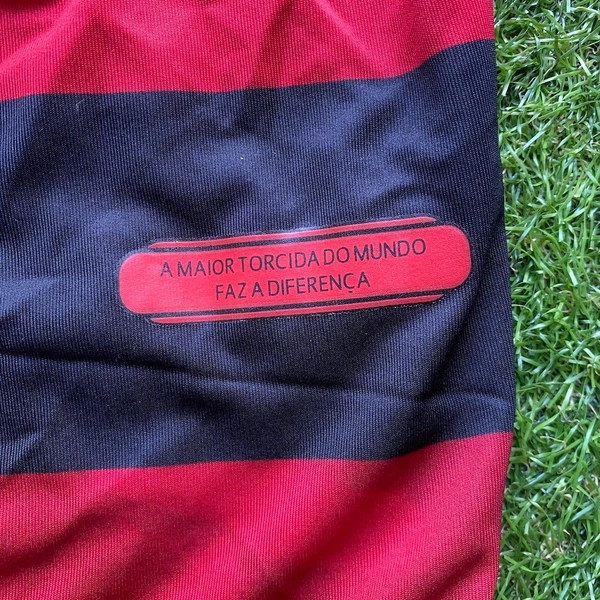 A MAIOR TORCIDA DO MUNDO
FAZ A DIFERENÇA